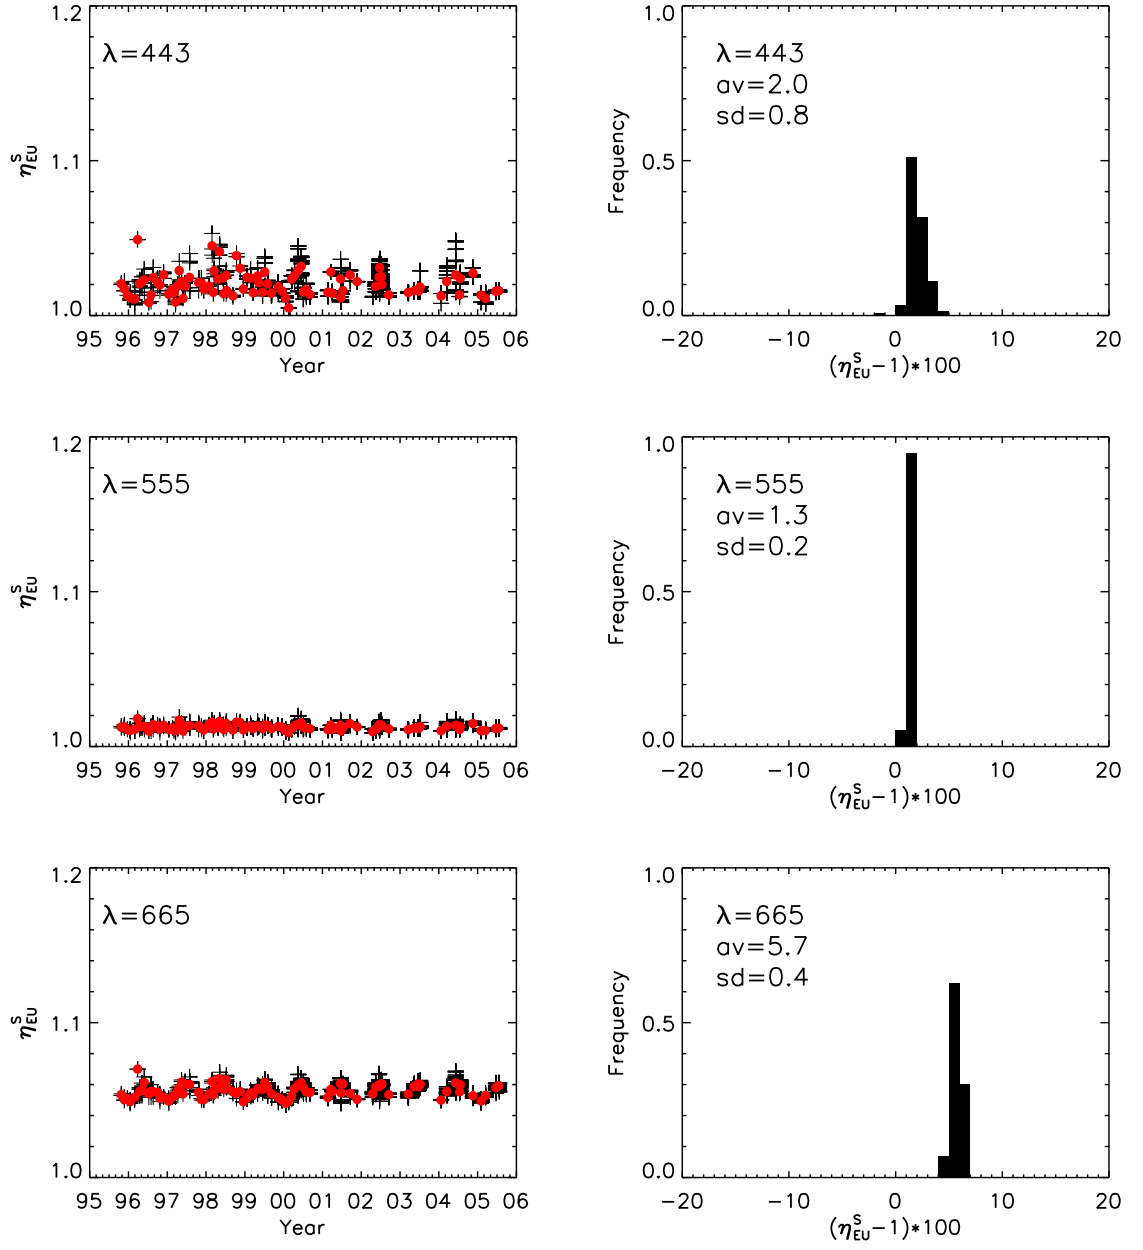 1.2
λ=443
1.1
η^S_EU
1.0
95 96 97 98 99 00 01 02 03 04 05 06
Year
1.0
λ=443
av=2.0
sd=0.8
0.5
Frequency
0.0
−20 −10 0 10 20
(η^S_EU−1)*100
1.2
λ=555
1.1
η^S_EU
1.0
95 96 97 98 99 00 01 02 03 04 05 06
Year
1.0
λ=555
av=1.3
sd=0.2
0.5
Frequency
0.0
−20 −10 0 10 20
(η^S_EU−1)*100
1.2
λ=665
1.1
η^S_EU
1.0
95 96 97 98 99 00 01 02 03 04 05 06
Year
1.0
λ=665
av=5.7
sd=0.4
0.5
Frequency
0.0
−20 −10 0 10 20
(η^S_EU−1)*100